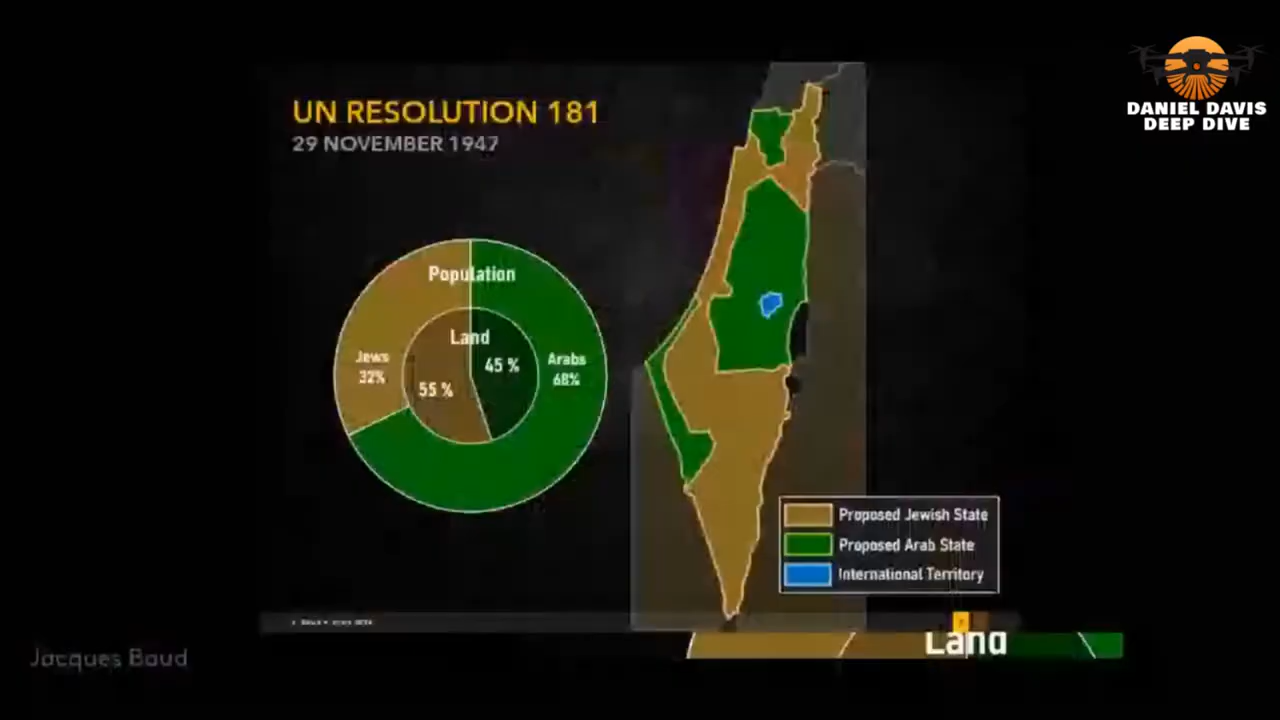 DANIEL DAVIS
DEEP DIVE
UN RESOLUTION 181
29 NOVEMBER 1947
Population
Land
45 %
55 %
Jews
32%
Arabs
68%
Proposed Jewish State
Proposed Arab State
International Territory
Land
Jacques Baud